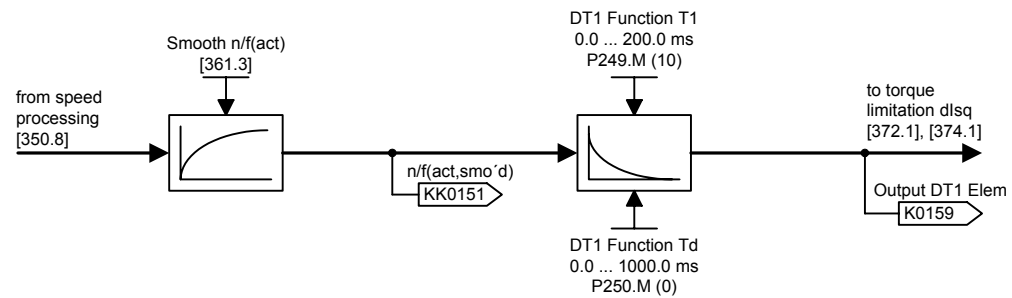 DT1 Function T1
0.0 ... 200.0 ms
P249.M (10)
Smooth n/f(act)
[361.3]
from speed
processing
[350.8]
to torque
limitation dIsq
[372.1], [374.1]
n/f(act,smo´d)
KK0151
Output DT1 Elem
K0159
DT1 Function Td
0.0 ... 1000.0 ms
P250.M (0)